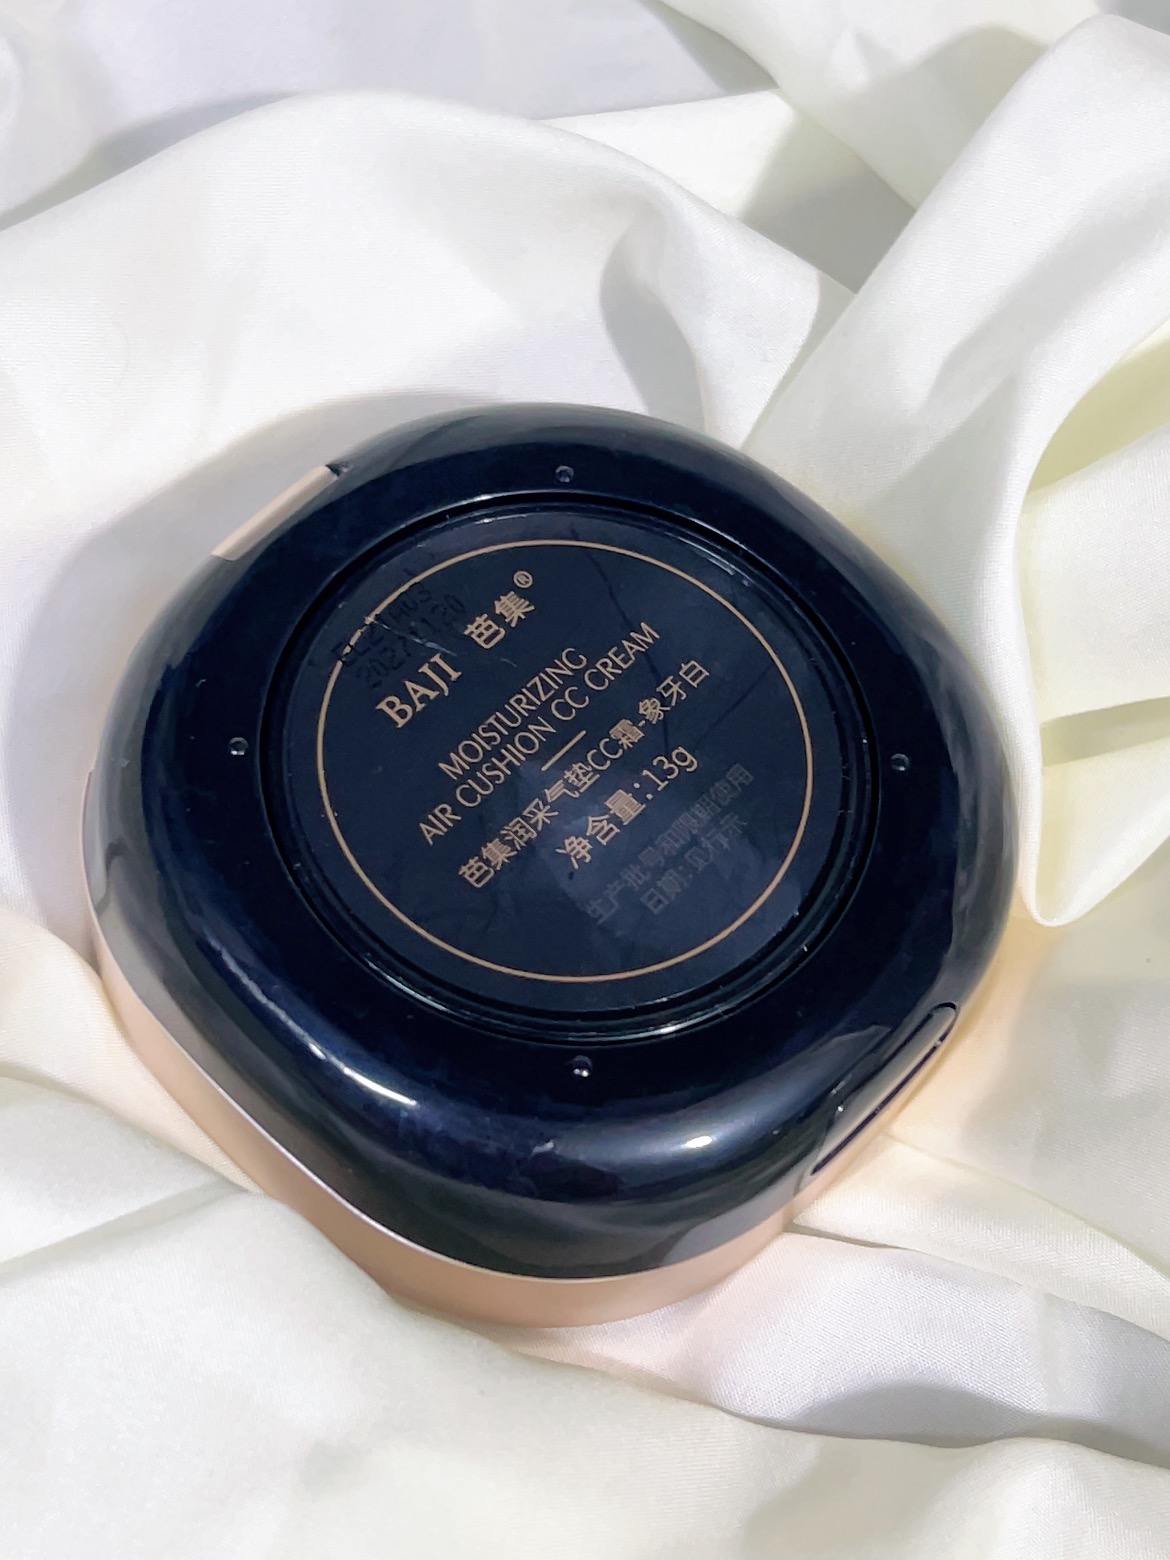 BAJI 芭集®
MOISTURIZING
AIR CUSHION CC CREAM
芭集润采气垫CC霜-象牙白
净含量:13g
生产批号和限期使用
日期:见标示